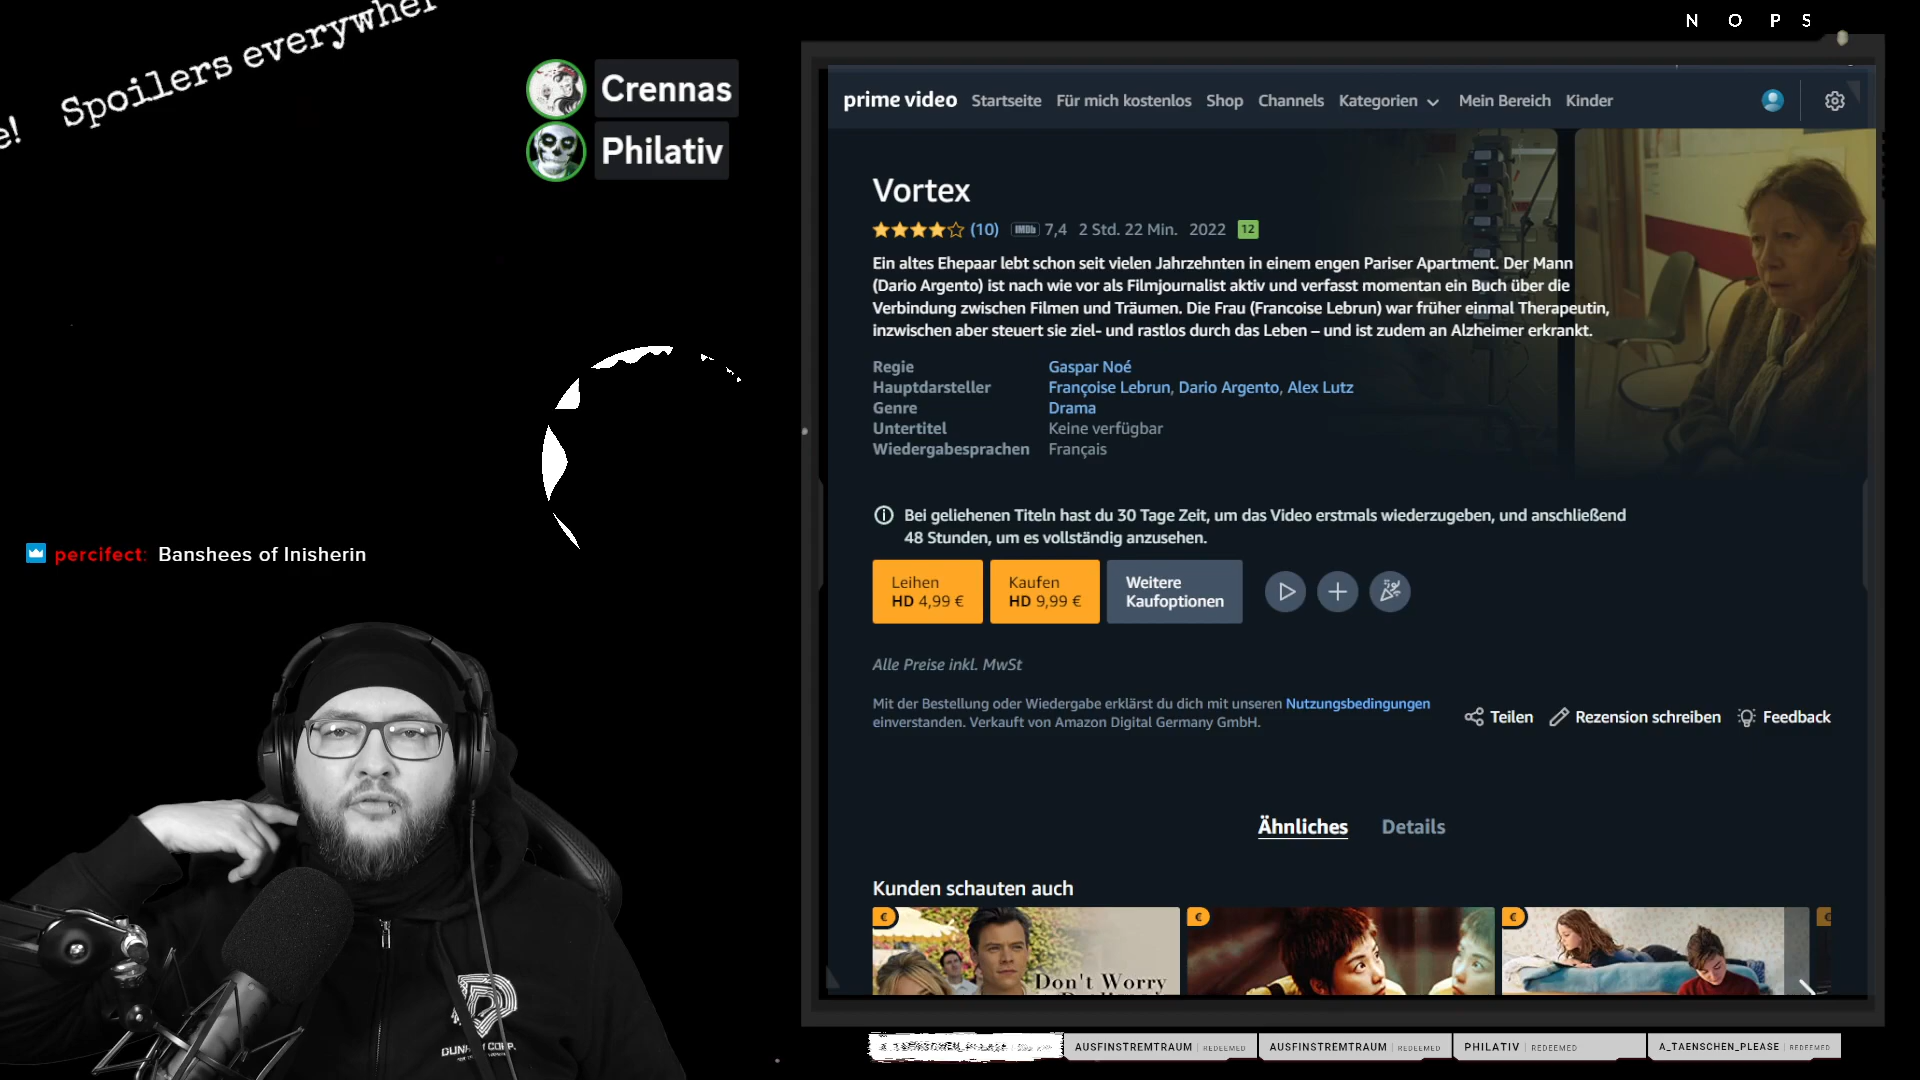 N O P S
e! Spoilers everywher
Crennas
Philativ
prime video Startseite Für mich kostenlos Shop Channels Kategorien Mein Bereich Kinder
Vortex
(10) IMDb 7,4 2 Std. 22 Min. 2022 12
Ein altes Ehepaar lebt schon seit vielen Jahrzehnten in einem engen Pariser Apartment. Der Mann
(Dario Argento) ist nach wie vor als Filmjournalist aktiv und verfasst momentan ein Buch über die
Verbindung zwischen Filmen und Träumen. Die Frau (Francoise Lebrun) war früher einmal Therapeutin,
inzwischen aber steuert sie ziel- und rastlos durch das Leben – und ist zudem an Alzheimer erkrankt.
Regie Gaspar Noé
Hauptdarsteller Françoise Lebrun, Dario Argento, Alex Lutz
Genre Drama
Untertitel Keine verfügbar
Wiedergabesprachen Français
Bei geliehenen Titeln hast du 30 Tage Zeit, um das Video erstmals wiederzugeben, und anschließend
48 Stunden, um es vollständig anzusehen.
percifect: Banshees of Inisherin
Leihen
HD 4,99 €
Kaufen
HD 9,99 €
Weitere
Kaufoptionen
Alle Preise inkl. MwSt
Mit der Bestellung oder Wiedergabe erklärst du dich mit unseren Nutzungsbedingungen
einverstanden. Verkauft von Amazon Digital Germany GmbH.
Teilen Rezension schreiben Feedback
Ähnliches Details
Kunden schauten auch
€ € € €
Don't Worry
AUSFINSTREMTRAUM | REDEEMED AUSFINSTREMTRAUM | REDEEMED PHILATIV | REDEEMED A_TAENSCHEN_PLEASE | REDEEMED